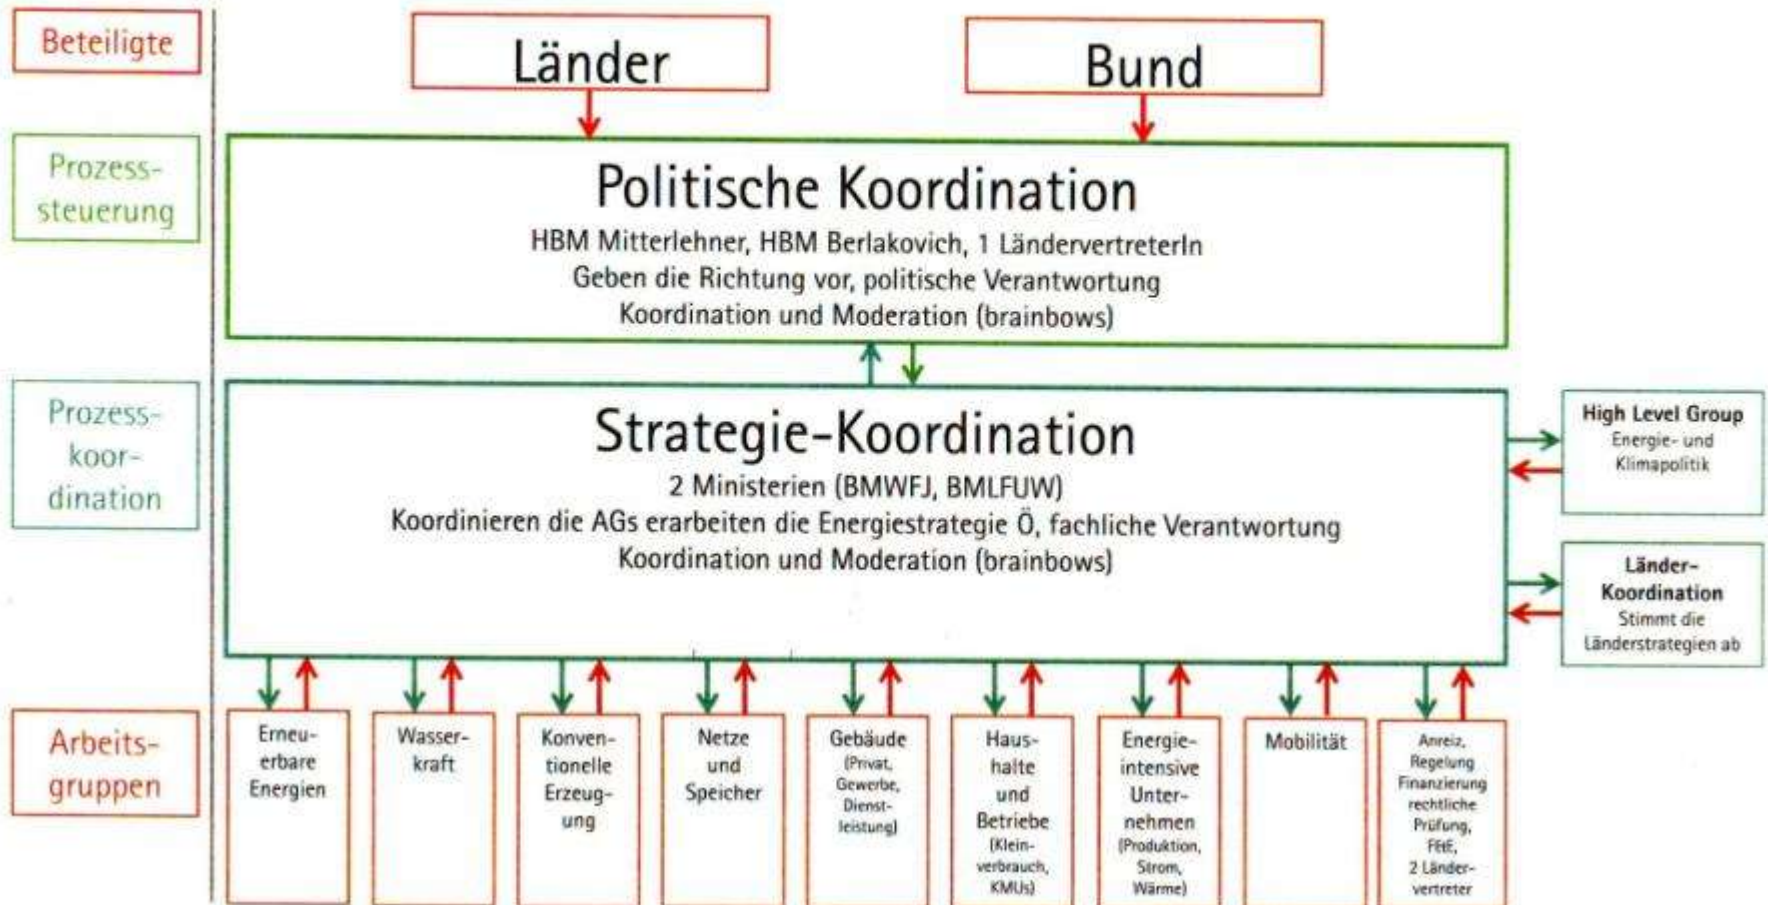 Beteiligte
Länder
Bund
Prozess-
steuerung
Politische Koordination
HBM Mitterlehner, HBM Berlakovich, 1 LändervertreterIn
Geben die Richtung vor, politische Verantwortung
Koordination und Moderation (brainbows)
Prozess-
koor-
dination
Strategie-Koordination
2 Ministerien (BMWFJ, BMLFUW)
Koordinieren die AGs erarbeiten die Energiestrategie Ö, fachliche Verantwortung
Koordination und Moderation (brainbows)
High Level Group
Energie- und
Klimapolitik
Länder-
Koordination
Stimmt die
Länderstrategien ab
Arbeits-
gruppen
Erneu-
erbare
Energien
Wasser-
kraft
Konven-
tionelle
Erzeug-
ung
Netze
und
Speicher
Gebäude
(Privat,
Gewerbe,
Dienst-
leistung)
Haus-
halte
und
Betriebe
(Klein-
verbrauch,
KMUs)
Energie-
intensive
Unter-
nehmen
(Produktion,
Strom,
Wärme)
Mobilität
Anreiz,
Regelung
Finanzierung
rechtliche
Prüfung,
F&E,
2 Länder-
vertreter